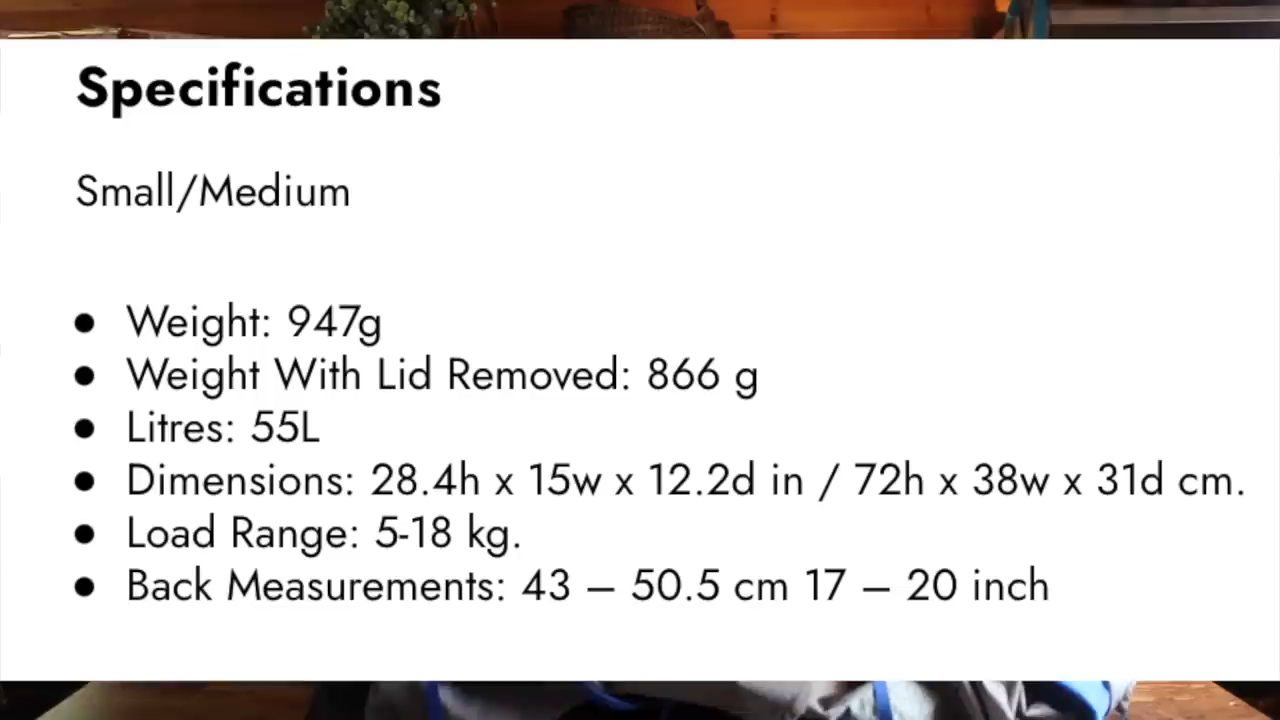 Specifications
Small/Medium
● Weight: 947g
● Weight With Lid Removed: 866 g
● Litres: 55L
● Dimensions: 28.4h x 15w x 12.2d in / 72h x 38w x 31d cm.
● Load Range: 5-18 kg.
● Back Measurements: 43 – 50.5 cm 17 – 20 inch